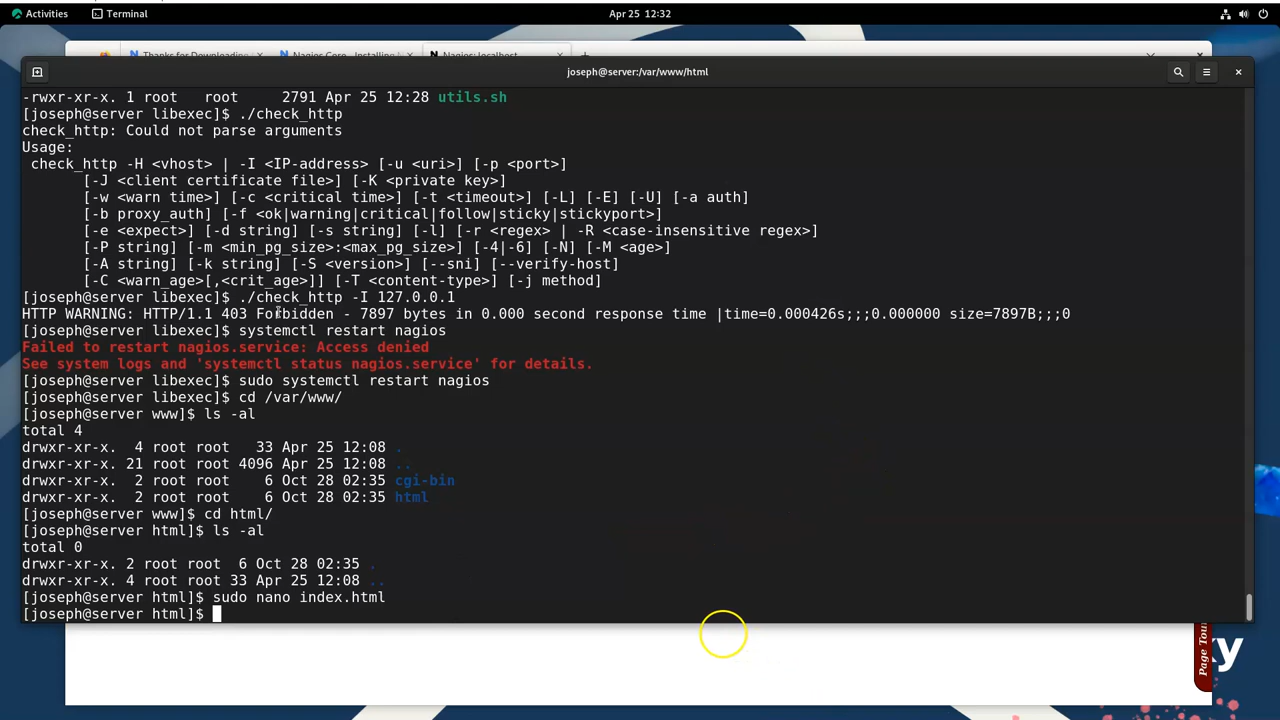 Activities Terminal Apr 25 12:32
Thanks for Downloading Nagios Core - Installing Nagios: localhost
joseph@server:/var/www/html
-rwxr-xr-x. 1 root   root     2791 Apr 25 12:28 utils.sh
[joseph@server libexec]$ ./check_http
check_http: Could not parse arguments
Usage:
 check_http -H <vhost> | -I <IP-address> [-u <uri>] [-p <port>]
       [-J <client certificate file>] [-K <private key>]
       [-w <warn time>] [-c <critical time>] [-t <timeout>] [-L] [-E] [-U] [-a auth]
       [-b proxy_auth] [-f <ok|warning|critical|follow|sticky|stickyport>]
       [-e <expect>] [-d string] [-s string] [-l] [-r <regex> | -R <case-insensitive regex>]
       [-P string] [-m <min_pg_size>:<max_pg_size>] [-4|-6] [-N] [-M <age>]
       [-A string] [-k string] [-S <version>] [--sni] [--verify-host]
       [-C <warn_age>[,<crit_age>]] [-T <content-type>] [-j method]
[joseph@server libexec]$ ./check_http -I 127.0.0.1
HTTP WARNING: HTTP/1.1 403 Forbidden - 7897 bytes in 0.000 second response time |time=0.000426s;;;0.000000 size=7897B;;;0
[joseph@server libexec]$ systemctl restart nagios
Failed to restart nagios.service: Access denied
See system logs and 'systemctl status nagios.service' for details.
[joseph@server libexec]$ sudo systemctl restart nagios
[joseph@server libexec]$ cd /var/www/
[joseph@server www]$ ls -al
total 4
drwxr-xr-x.  4 root root   33 Apr 25 12:08 .
drwxr-xr-x. 21 root root 4096 Apr 25 12:08 ..
drwxr-xr-x.  2 root root    6 Oct 28 02:35 cgi-bin
drwxr-xr-x.  2 root root    6 Oct 28 02:35 html
[joseph@server www]$ cd html/
[joseph@server html]$ ls -al
total 0
drwxr-xr-x. 2 root root  6 Oct 28 02:35 .
drwxr-xr-x. 4 root root 33 Apr 25 12:08 ..
[joseph@server html]$ sudo nano index.html
[joseph@server html]$
Page Tour
xy